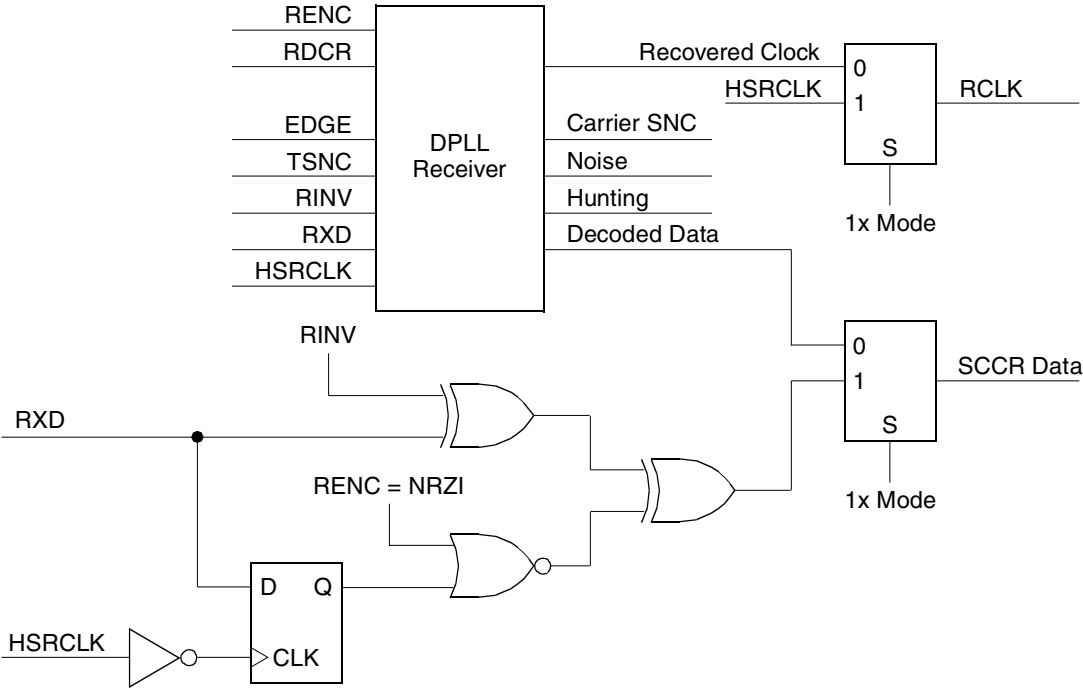 RENC
RDCR
EDGE
TSNC
RINV
RXD
HSRCLK
DPLL
Receiver
Recovered Clock
Carrier SNC
Noise
Hunting
Decoded Data
HSRCLK
0
1
S
RCLK
1x Mode
RINV
RXD
RENC = NRZI
D Q
CLK
HSRCLK
0
1
S
SCCR Data
1x Mode